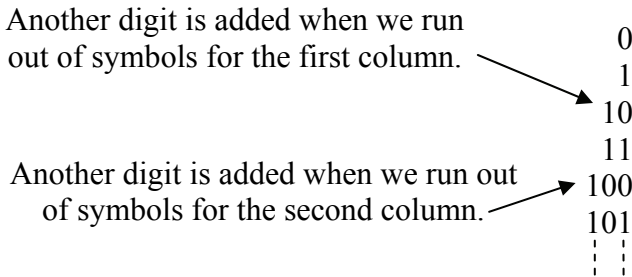 Another digit is added when we run
out of symbols for the first column.
0
1
10
11
Another digit is added when we run out
of symbols for the second column.
100
101